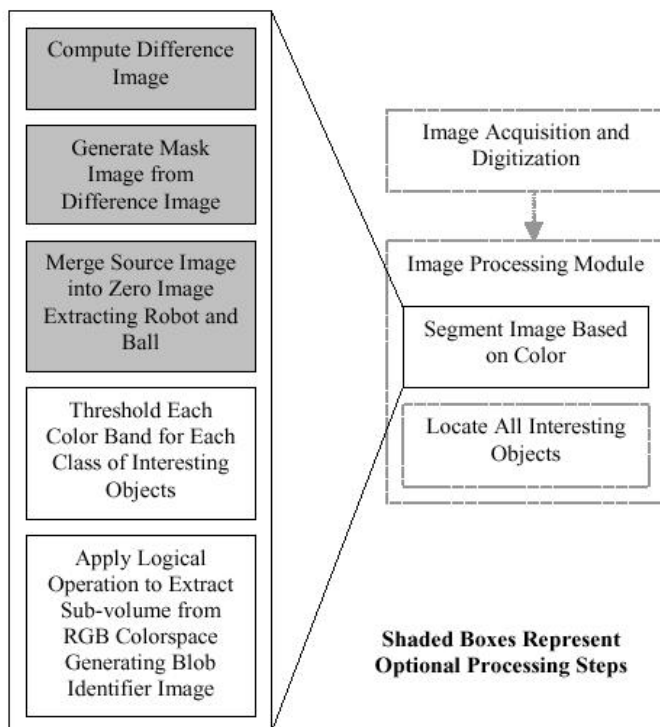 Compute Difference
Image
Generate Mask
Image from
Difference Image
Merge Source Image
into Zero Image
Extracting Robot and
Ball
Threshold Each
Color Band for Each
Class of Interesting
Objects
Apply Logical
Operation to Extract
Sub-volume from
RGB Colorspace
Generating Blob
Identifier Image
Image Acquisition and
Digitization
Image Processing Module
Segment Image Based
on Color
Locate All Interesting
Objects
Shaded Boxes Represent
Optional Processing Steps